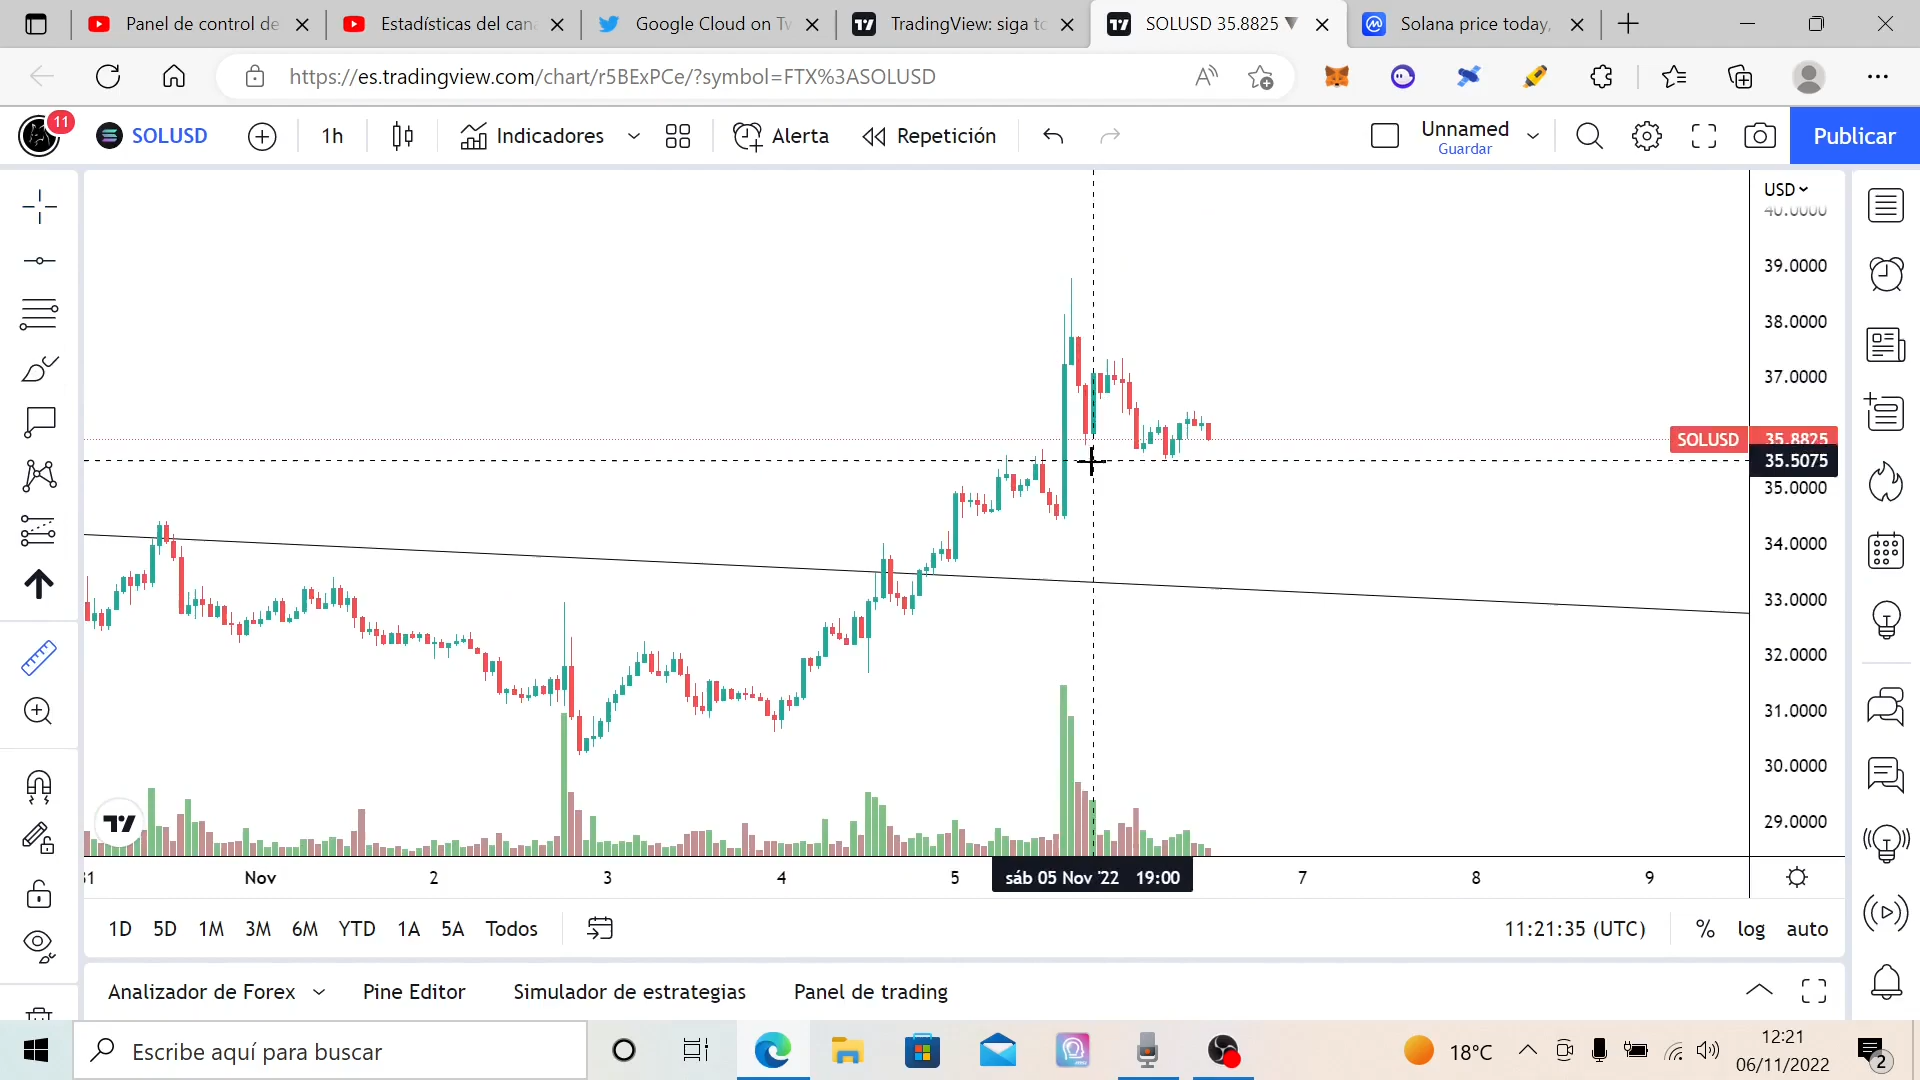 Panel de control de
Estadísticas del can
Google Cloud on Tw
TradingView: siga to
SOLUSD 35.8825 ▼
Solana price today,
https://es.tradingview.com/chart/r5BExPCe/?symbol=FTX%3ASOLUSD
11
SOLUSD
1h
Indicadores
Alerta
Repetición
Unnamed
Guardar
Publicar
USD
40.0000
39.0000
38.0000
37.0000
SOLUSD 35.8825
35.5075
35.0000
34.0000
33.0000
32.0000
31.0000
30.0000
29.0000
31 Nov 2 3 4 5 sáb 05 Nov '22 19:00 7 8 9
1D 5D 1M 3M 6M YTD 1A 5A Todos 11:21:35 (UTC) % log auto
Analizador de Forex Pine Editor Simulador de estrategias Panel de trading
Escribe aquí para buscar
18°C
12:21
06/11/2022
2